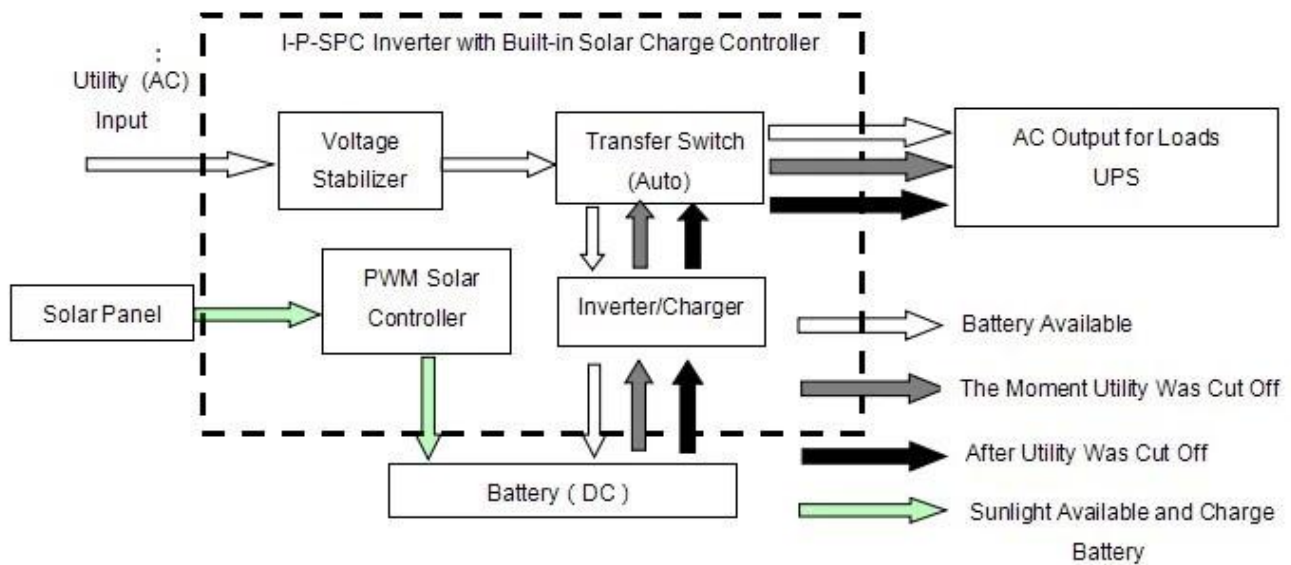 I-P-SPC Inverter with Built-in Solar Charge Controller
:
Utility (AC)
Input
Voltage
Stabilizer
Transfer Switch
(Auto)
AC Output for Loads
UPS
Solar Panel
PWM Solar
Controller
Inverter/Charger
Battery ( DC )
Battery Available
The Moment Utility Was Cut Off
After Utility Was Cut Off
Sunlight Available and Charge
Battery